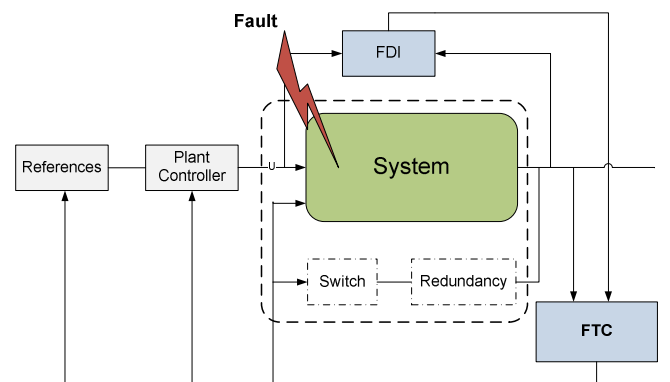 Fault
FDI
References
Plant
Controller
U
System
Switch
Redundancy
FTC